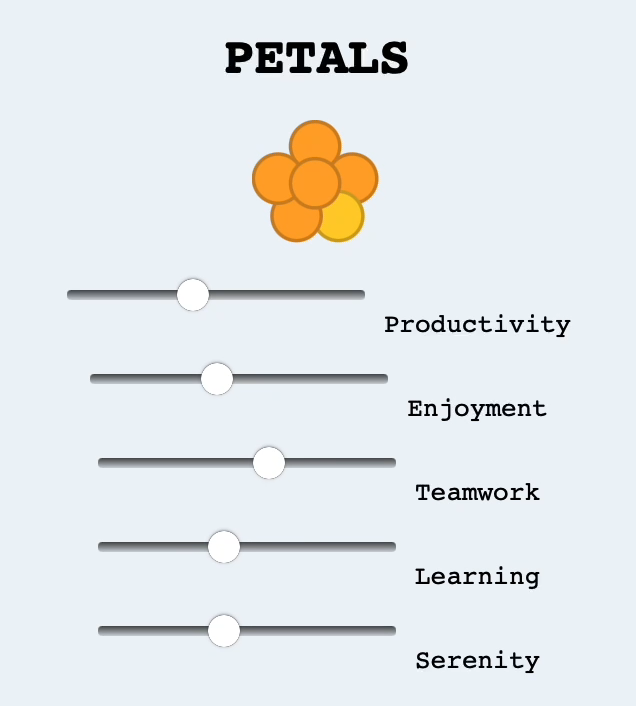 PETALS
Productivity
Enjoyment
Teamwork
Learning
Serenity